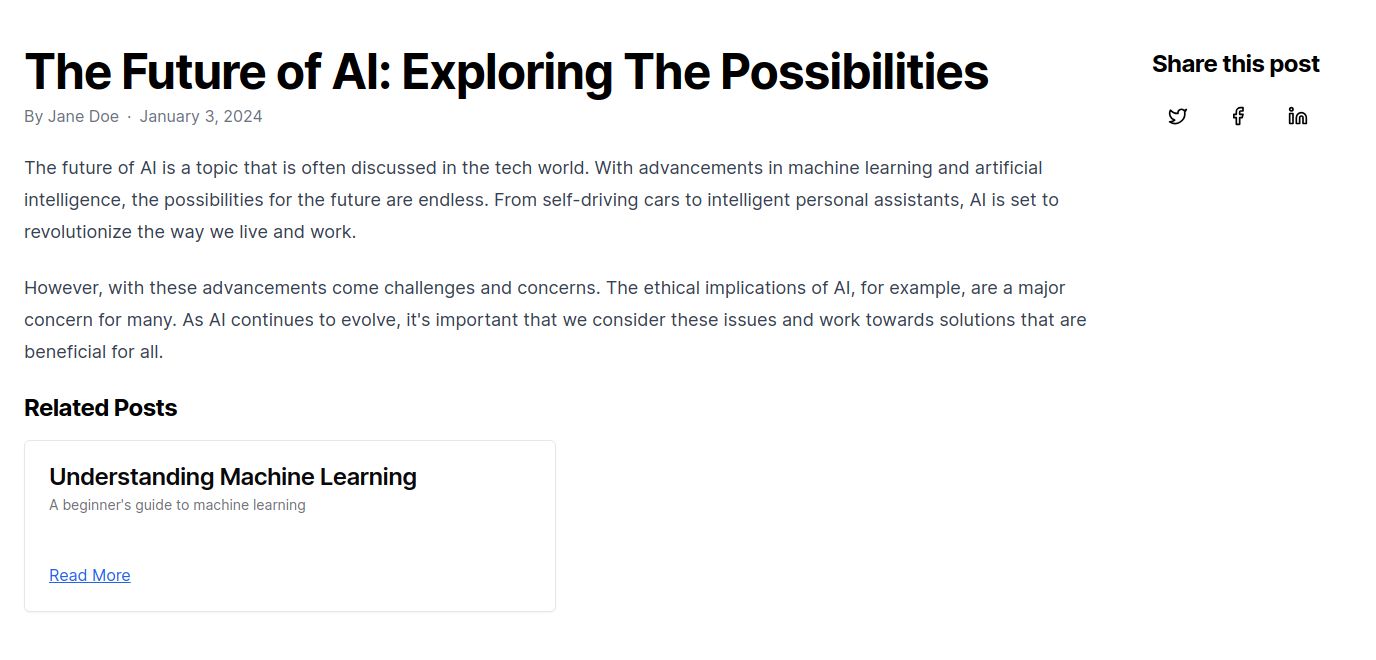 The Future of AI: Exploring The Possibilities
By Jane Doe · January 3, 2024
The future of AI is a topic that is often discussed in the tech world. With advancements in machine learning and artificial
intelligence, the possibilities for the future are endless. From self-driving cars to intelligent personal assistants, AI is set to
revolutionize the way we live and work.
However, with these advancements come challenges and concerns. The ethical implications of AI, for example, are a major
concern for many. As AI continues to evolve, it's important that we consider these issues and work towards solutions that are
beneficial for all.
Related Posts
Understanding Machine Learning
A beginner's guide to machine learning
Read More
Share this post